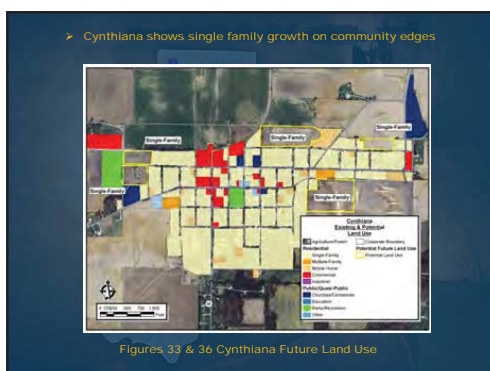 ➢ Cynthiana shows single family growth on community edges
Single-Family
Single-Family
Single-Family
Single-Family
Single-Family
Cynthiana
Existing & Potential
Land Use
Agriculture/Forest
Corporate Boundary
Residential
Potential Future Land Use
Single-Family
Potential Land Use
Multiple-Family
Mobile Home
Commercial
Industrial
Public/Quasi-Public
Churches/Cemeteries
Education
Parks/Recreation
Other
Feet
Figures 33 & 36 Cynthiana Future Land Use